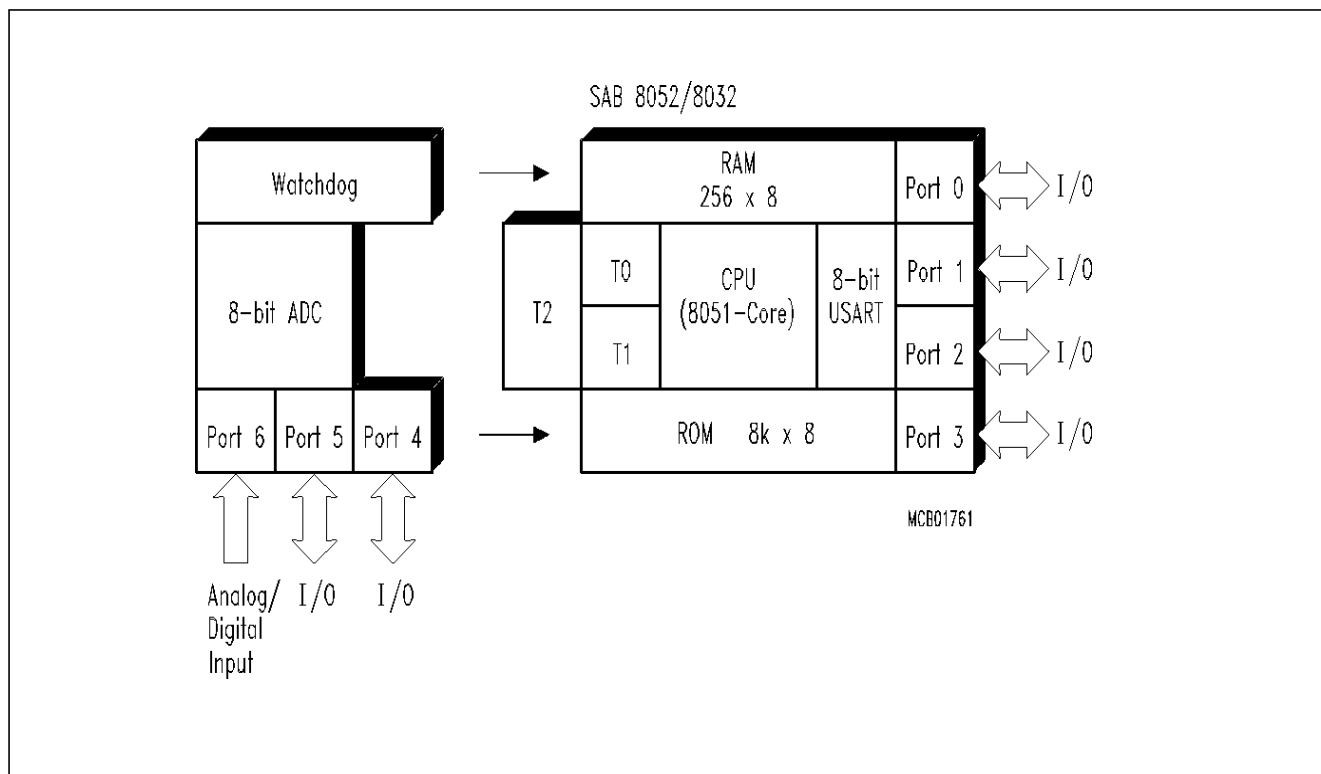 SAB 8052/8032
Watchdog
8-bit ADC
Port 6
Port 5
Port 4
Analog/
Digital
Input
I/O
I/O
T2
RAM
256 x 8
T0
T1
CPU
(8051-Core)
8-bit
USART
ROM 8k x 8
Port 0
Port 1
Port 2
Port 3
I/O
I/O
I/O
I/O
MCB01761